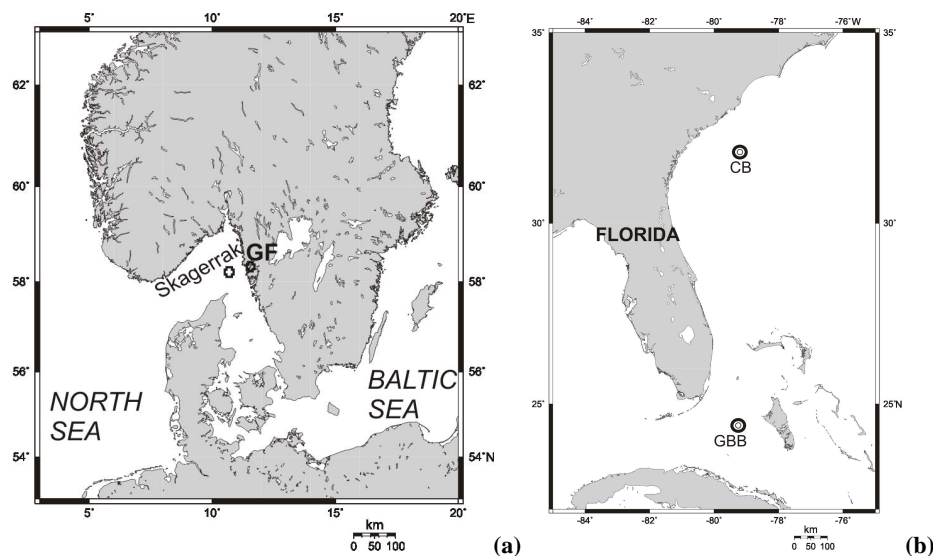 5° 10° 15° 20°E
62°
60°
58°
56°
54°
62°
60°
58°
56°
54°N
Skagerrak
GF
NORTH
SEA
BALTIC
SEA
5° 10° 15° 20°
km
0 50 100
(a)
-84° -82° -80° -78° -76°W
35°
30°
25°
35°
30°
25°N
CB
FLORIDA
GBB
-84° -82° -80° -78° -76°
km
0 50 100
(b)